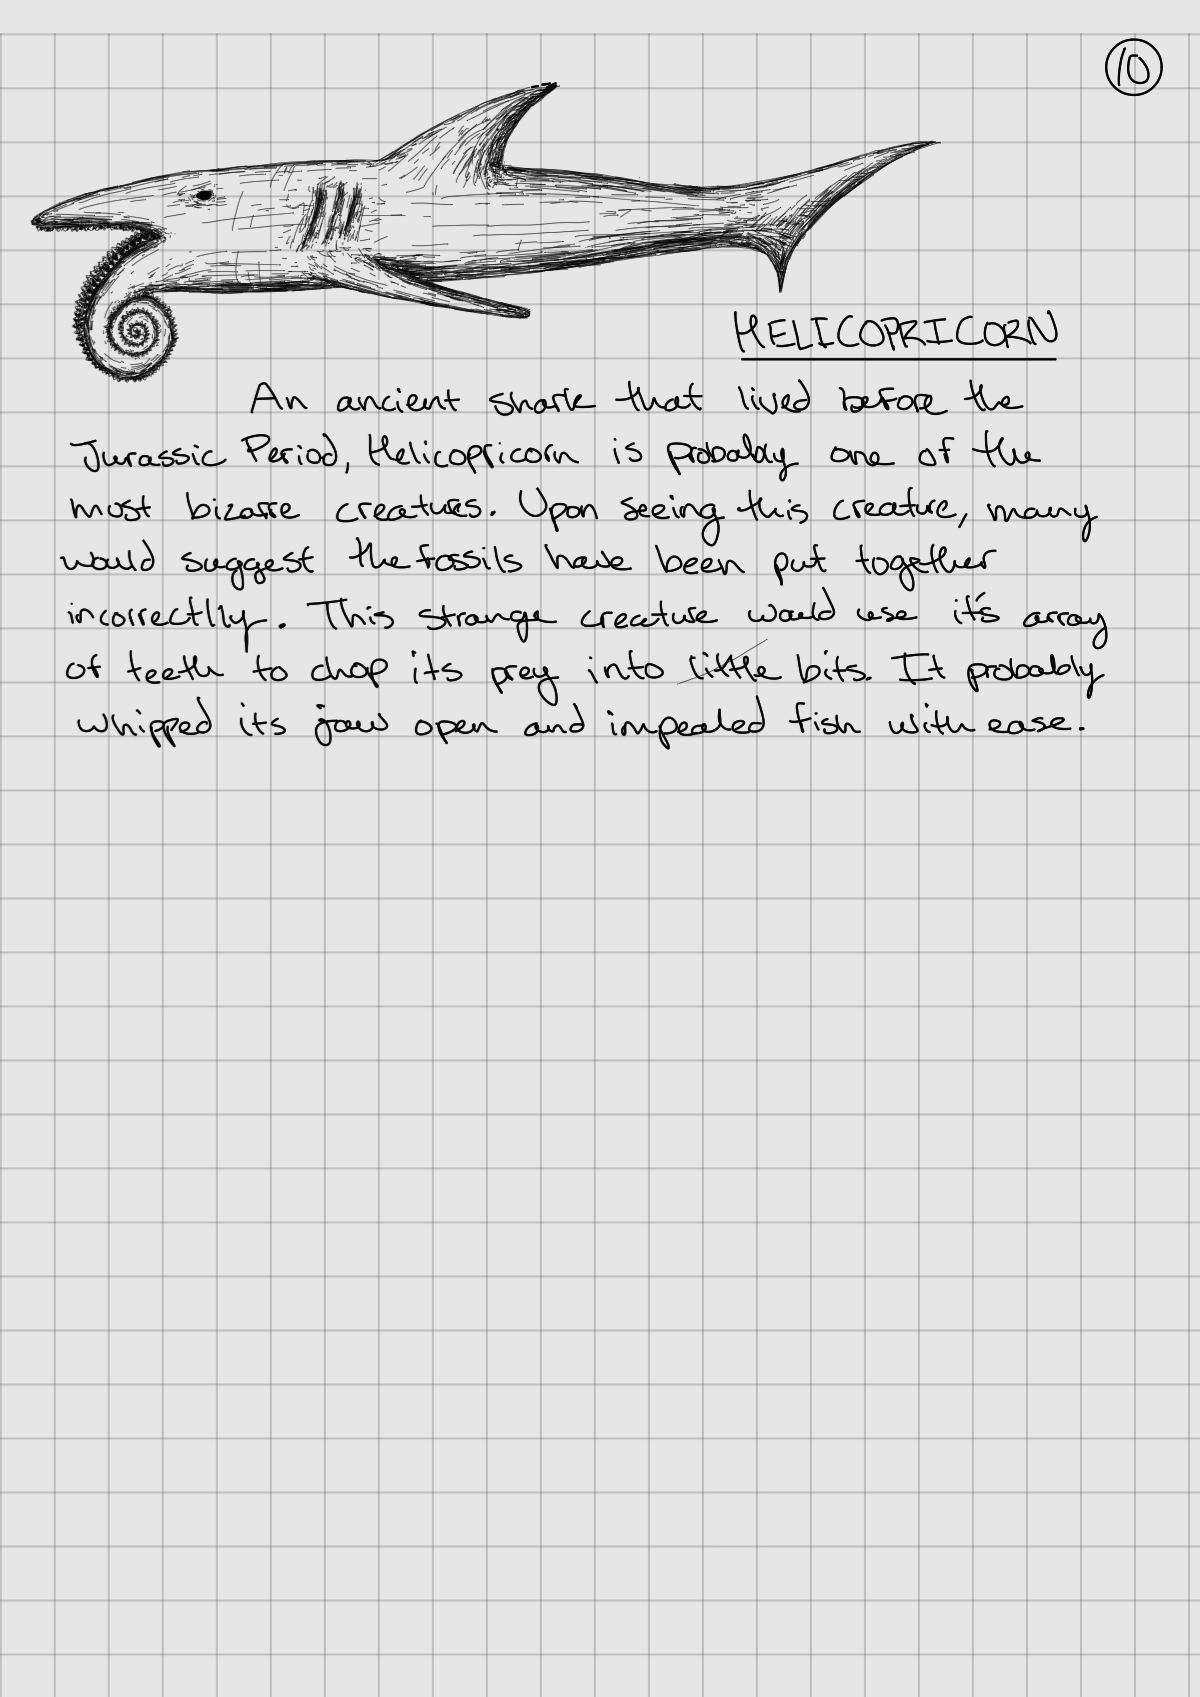 10
HELICOPRICORN
An ancient shark that lived before the
Jurassic Period, Helicopricorn is probably one of the
most bizarre creatures. Upon seeing this creature, many
would suggest the fossils have been put together
incorrectlly. This strange creature would use it's array
of teeth to chop its prey into little bits. It probably
whipped its jaw open and impealed fish with ease.